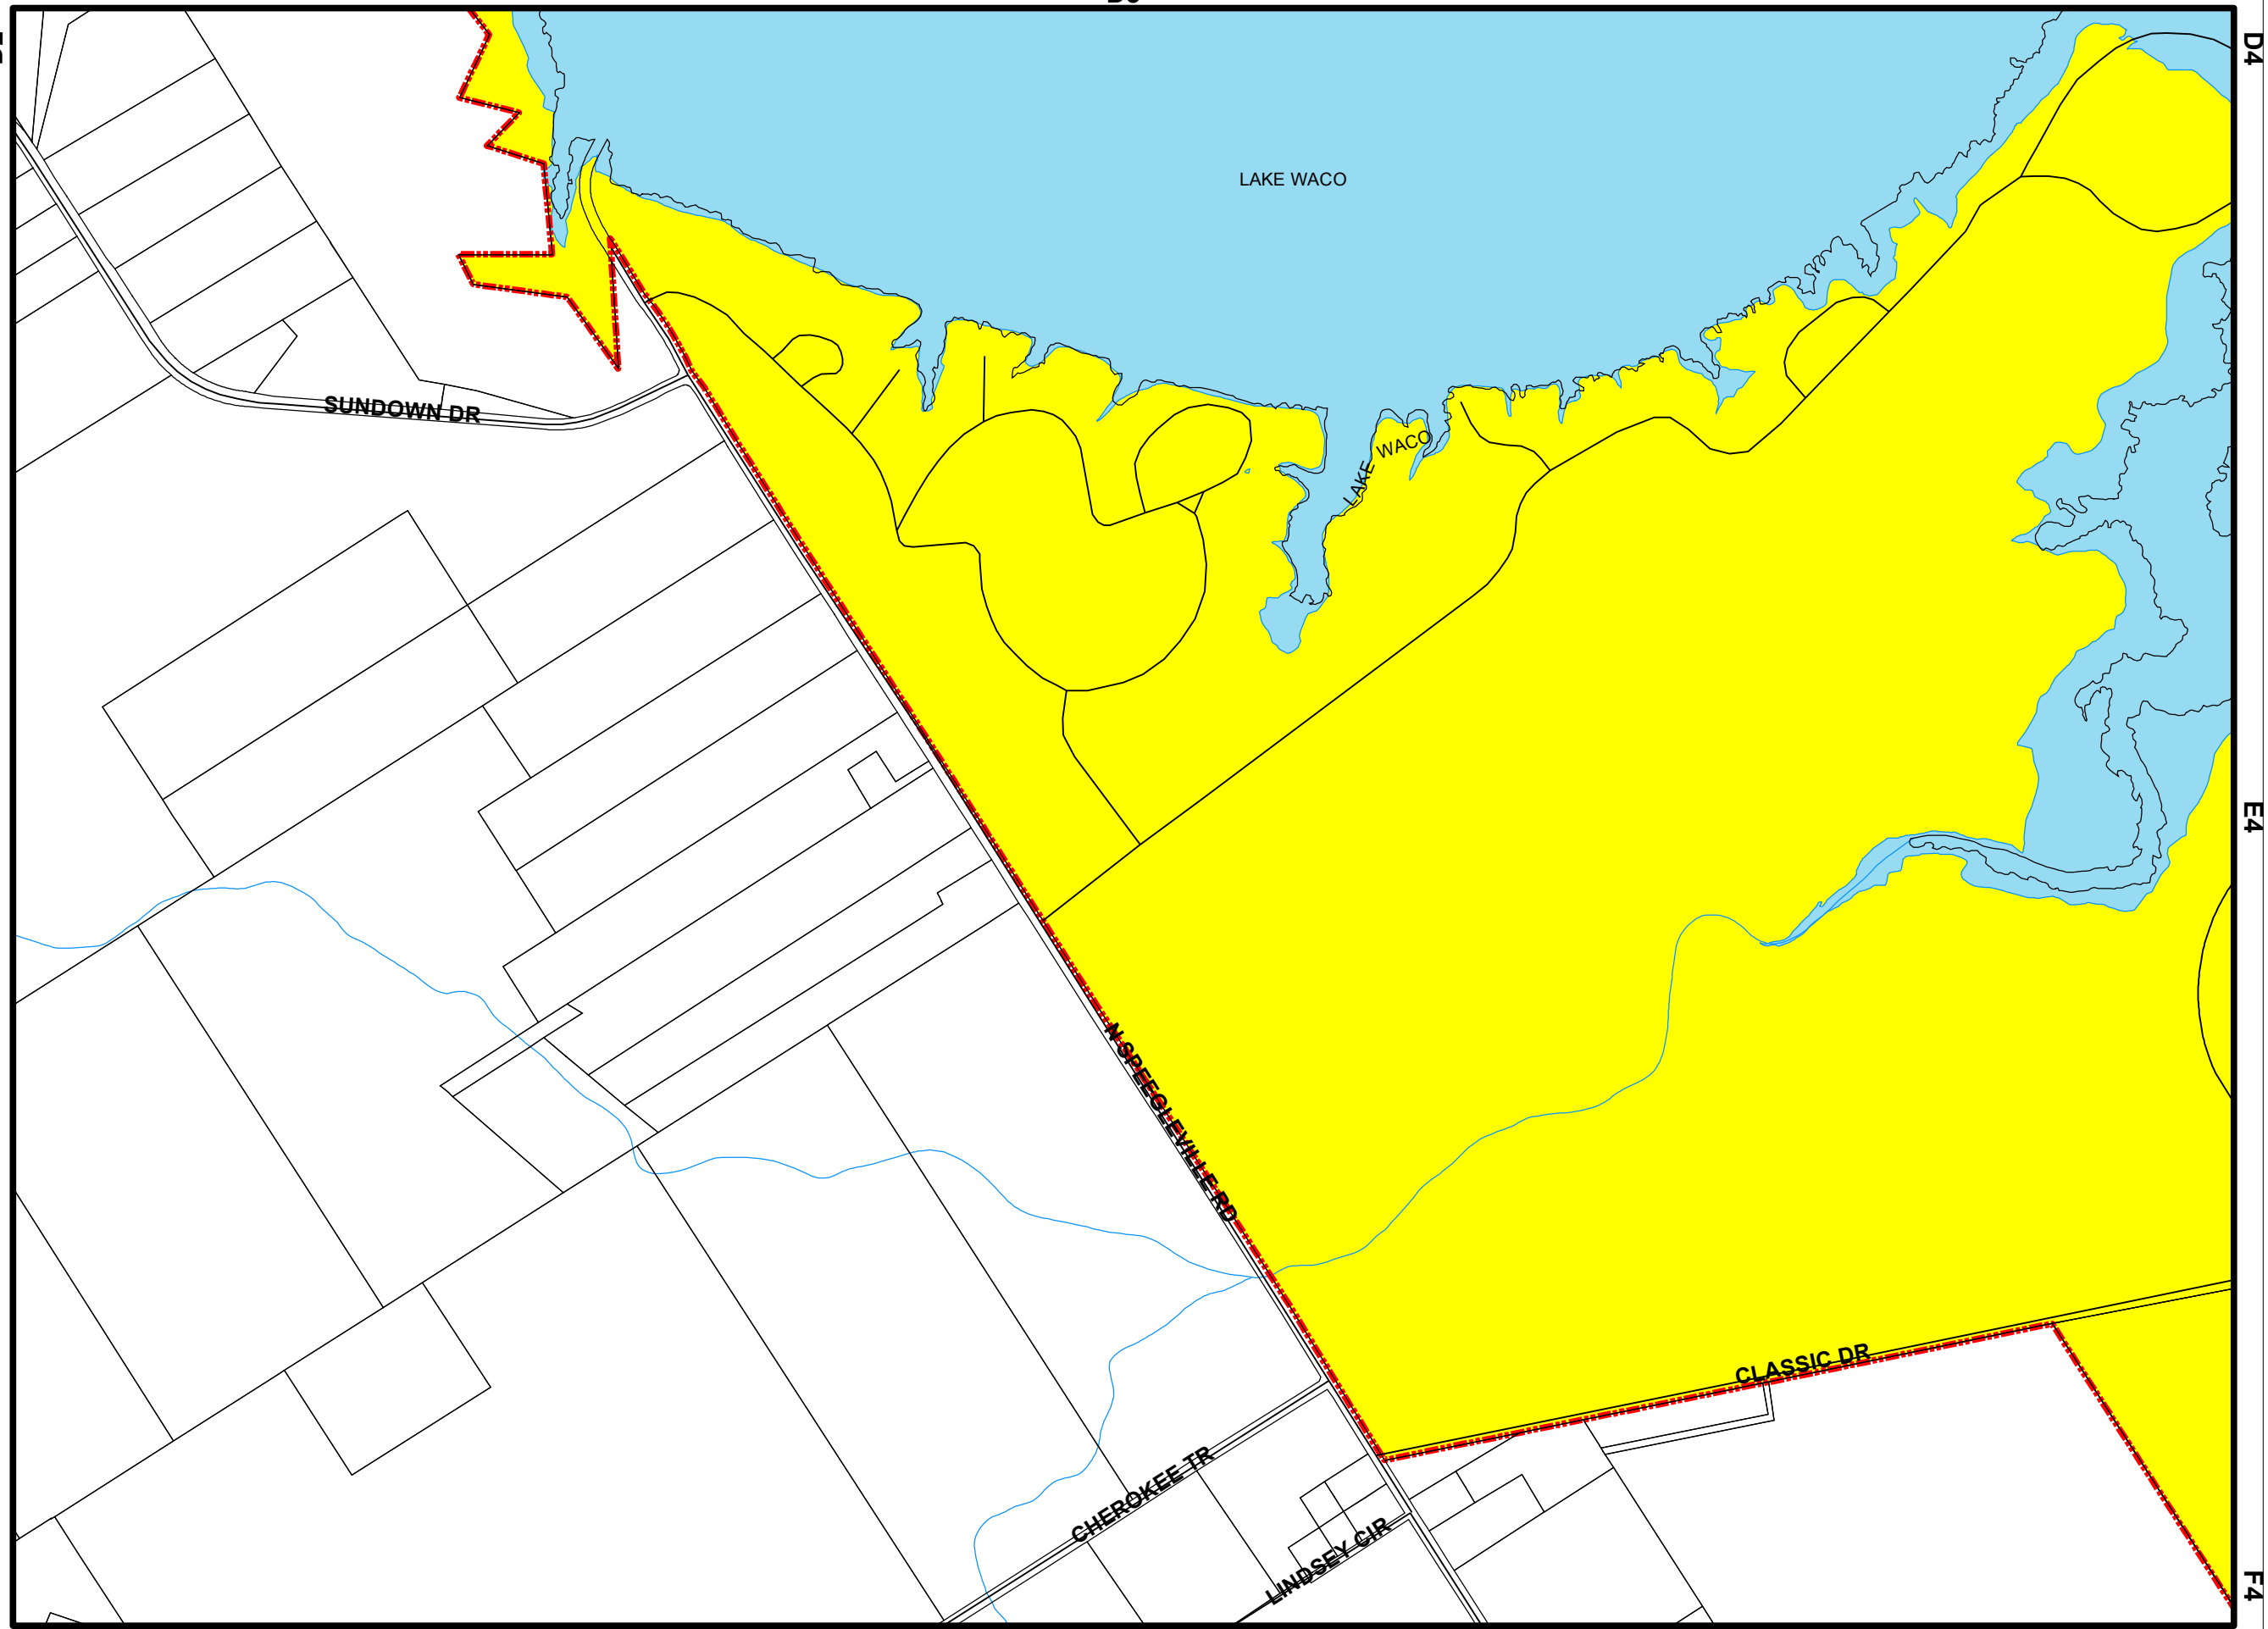 D4
LAKE WACO
SUNDOWN DR
LAKE WACO
E4
N SPEEGLEVILLE RD
CLASSIC DR
CHEROKEE TR
LINDSEY CIR
F4